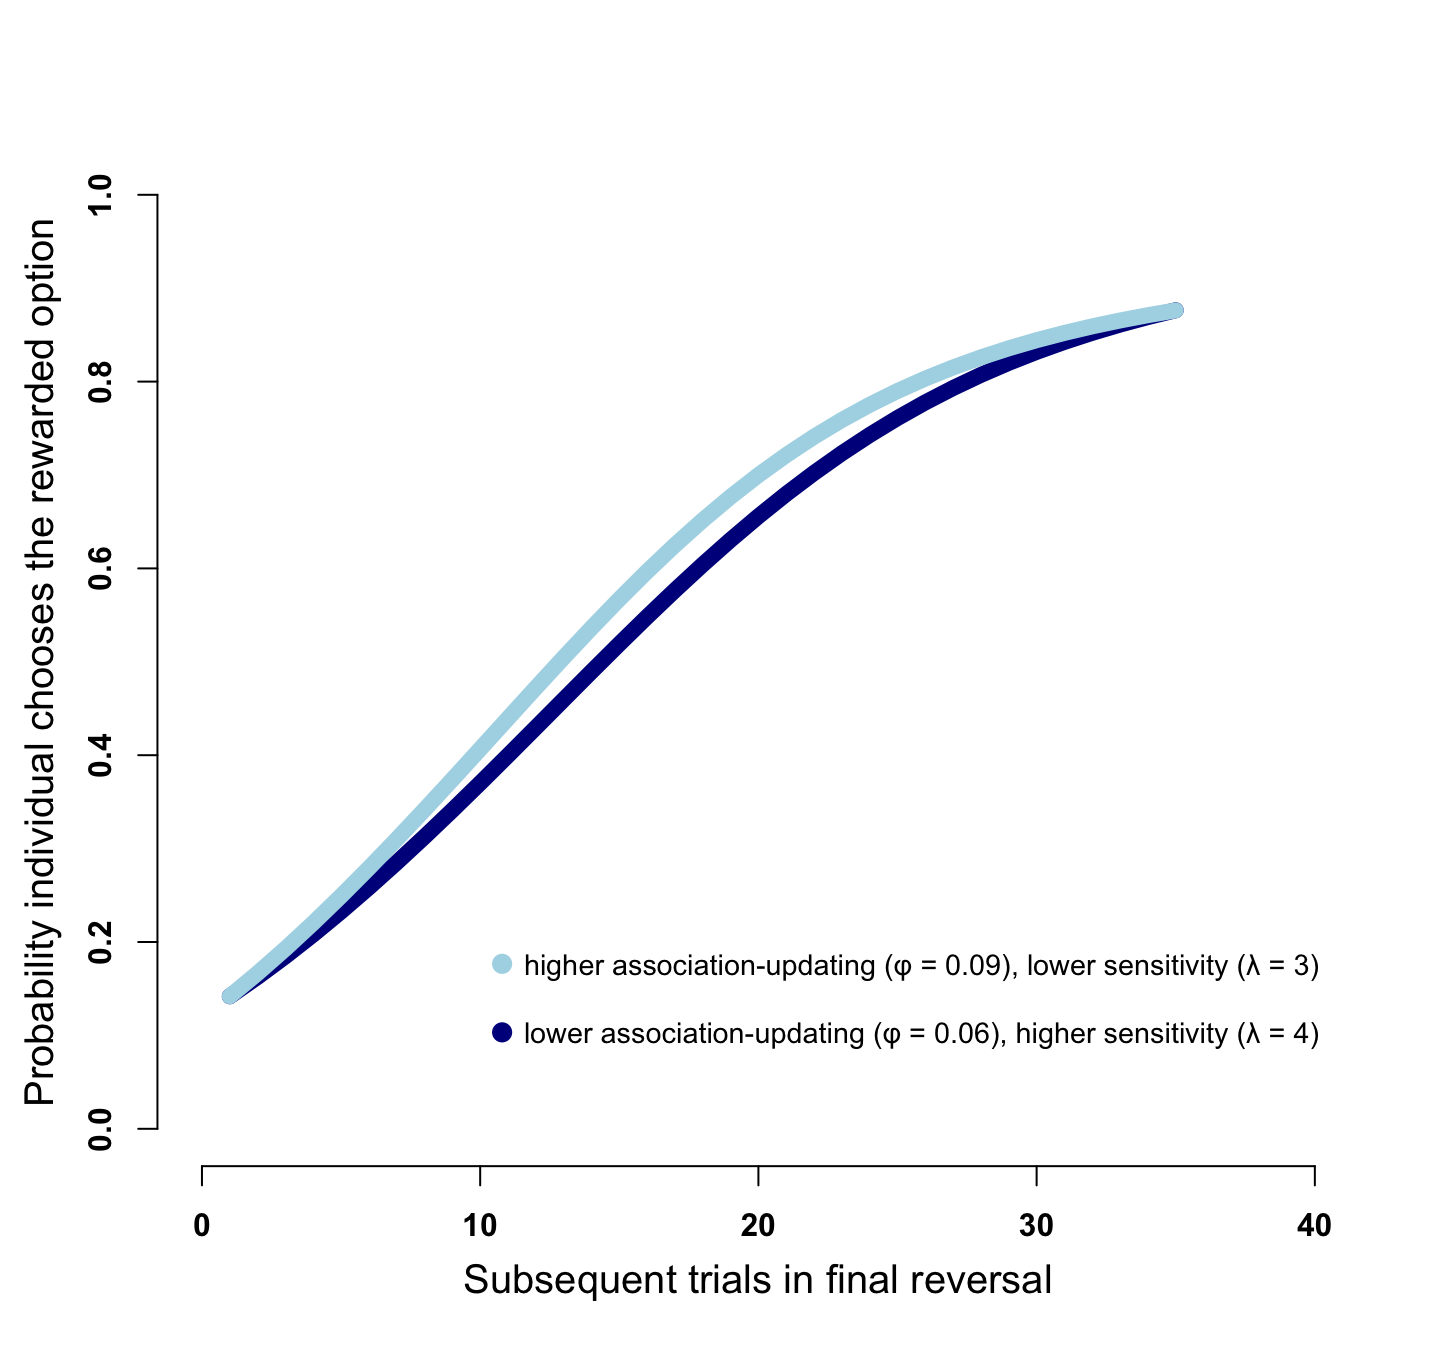 Probability individual chooses the rewarded option
1.0
0.8
0.6
0.4
0.2
0.0
higher association-updating (φ = 0.09), lower sensitivity (λ = 3)
lower association-updating (φ = 0.06), higher sensitivity (λ = 4)
0 10 20 30 40
Subsequent trials in final reversal